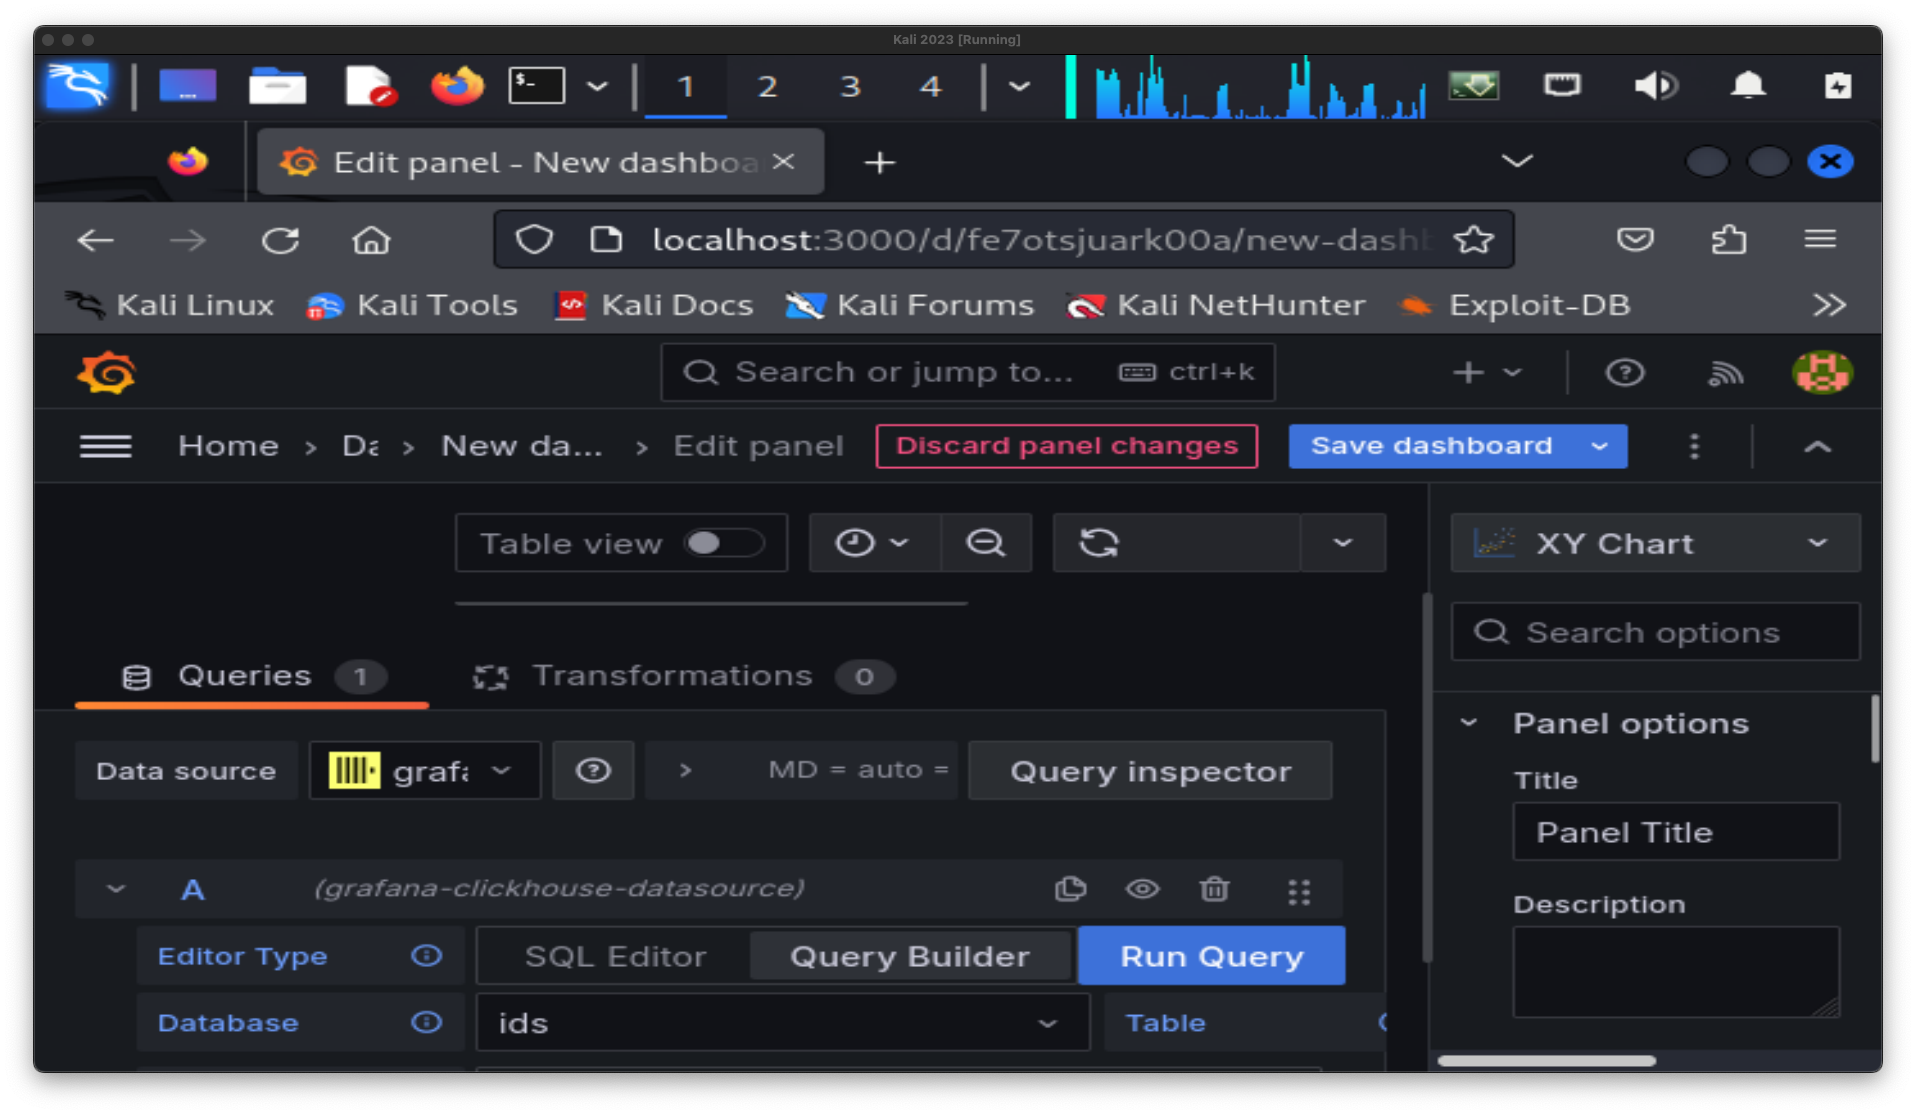 Kali 2023 [Running]
$-
1 2 3 4
Edit panel - New dashboa
localhost:3000/d/fe7otsjuark00a/new-dash
Kali Linux Kali Tools Kali Docs Kali Forums Kali NetHunter Exploit-DB
Search or jump to... ctrl+k
Home › Da › New da... › Edit panel Discard panel changes Save dashboard
Table view XY Chart
Search options
Queries 1 Transformations 0
Panel options
Data source grafa MD = auto = Query inspector
Title
Panel Title
A (grafana-clickhouse-datasource)
Description
Editor Type SQL Editor Query Builder Run Query
Database ids Table